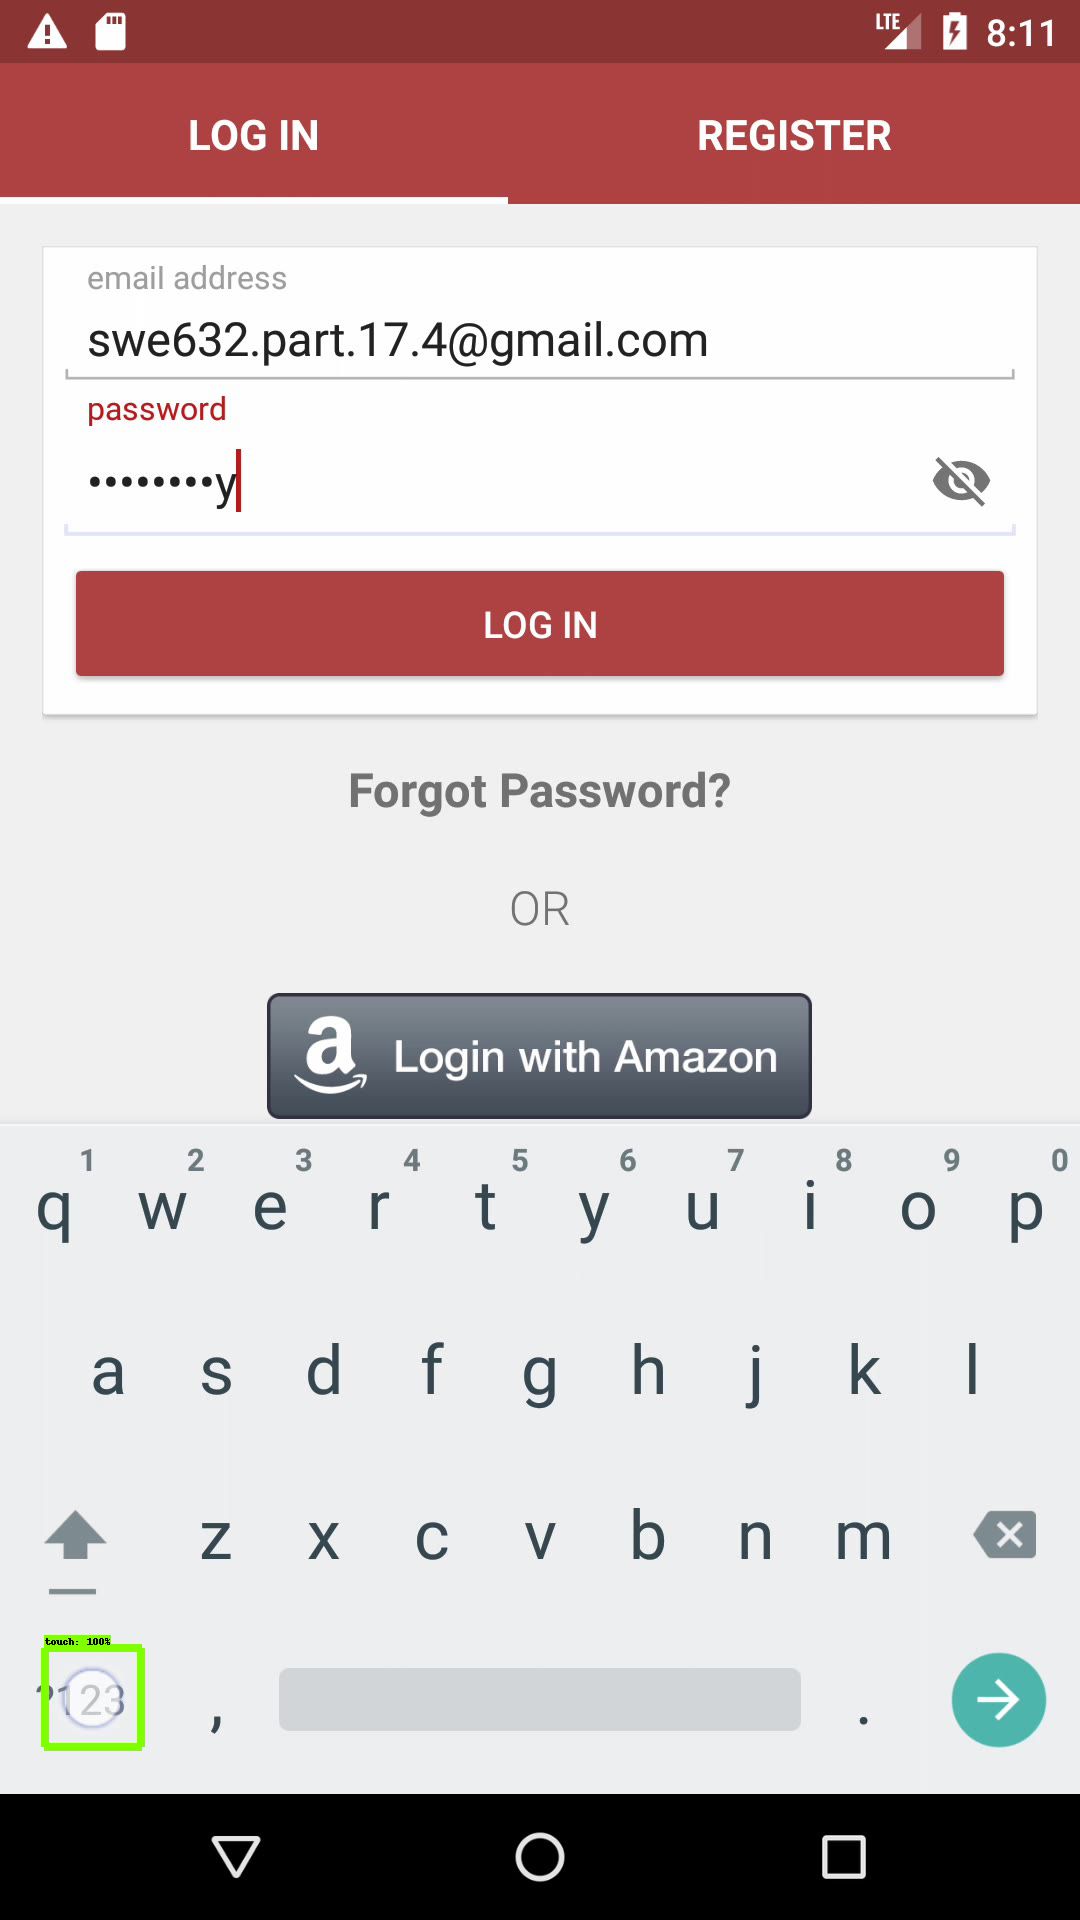 LTE 8:11
LOG IN REGISTER
email address
swe632.part.17.4@gmail.com
password
••••••••y
LOG IN
Forgot Password?
OR
a Login with Amazon
1 2 3 4 5 6 7 8 9 0
q w e r t y u i o p
a s d f g h j k l
z x c v b n m
touch: 100%
?123 , .